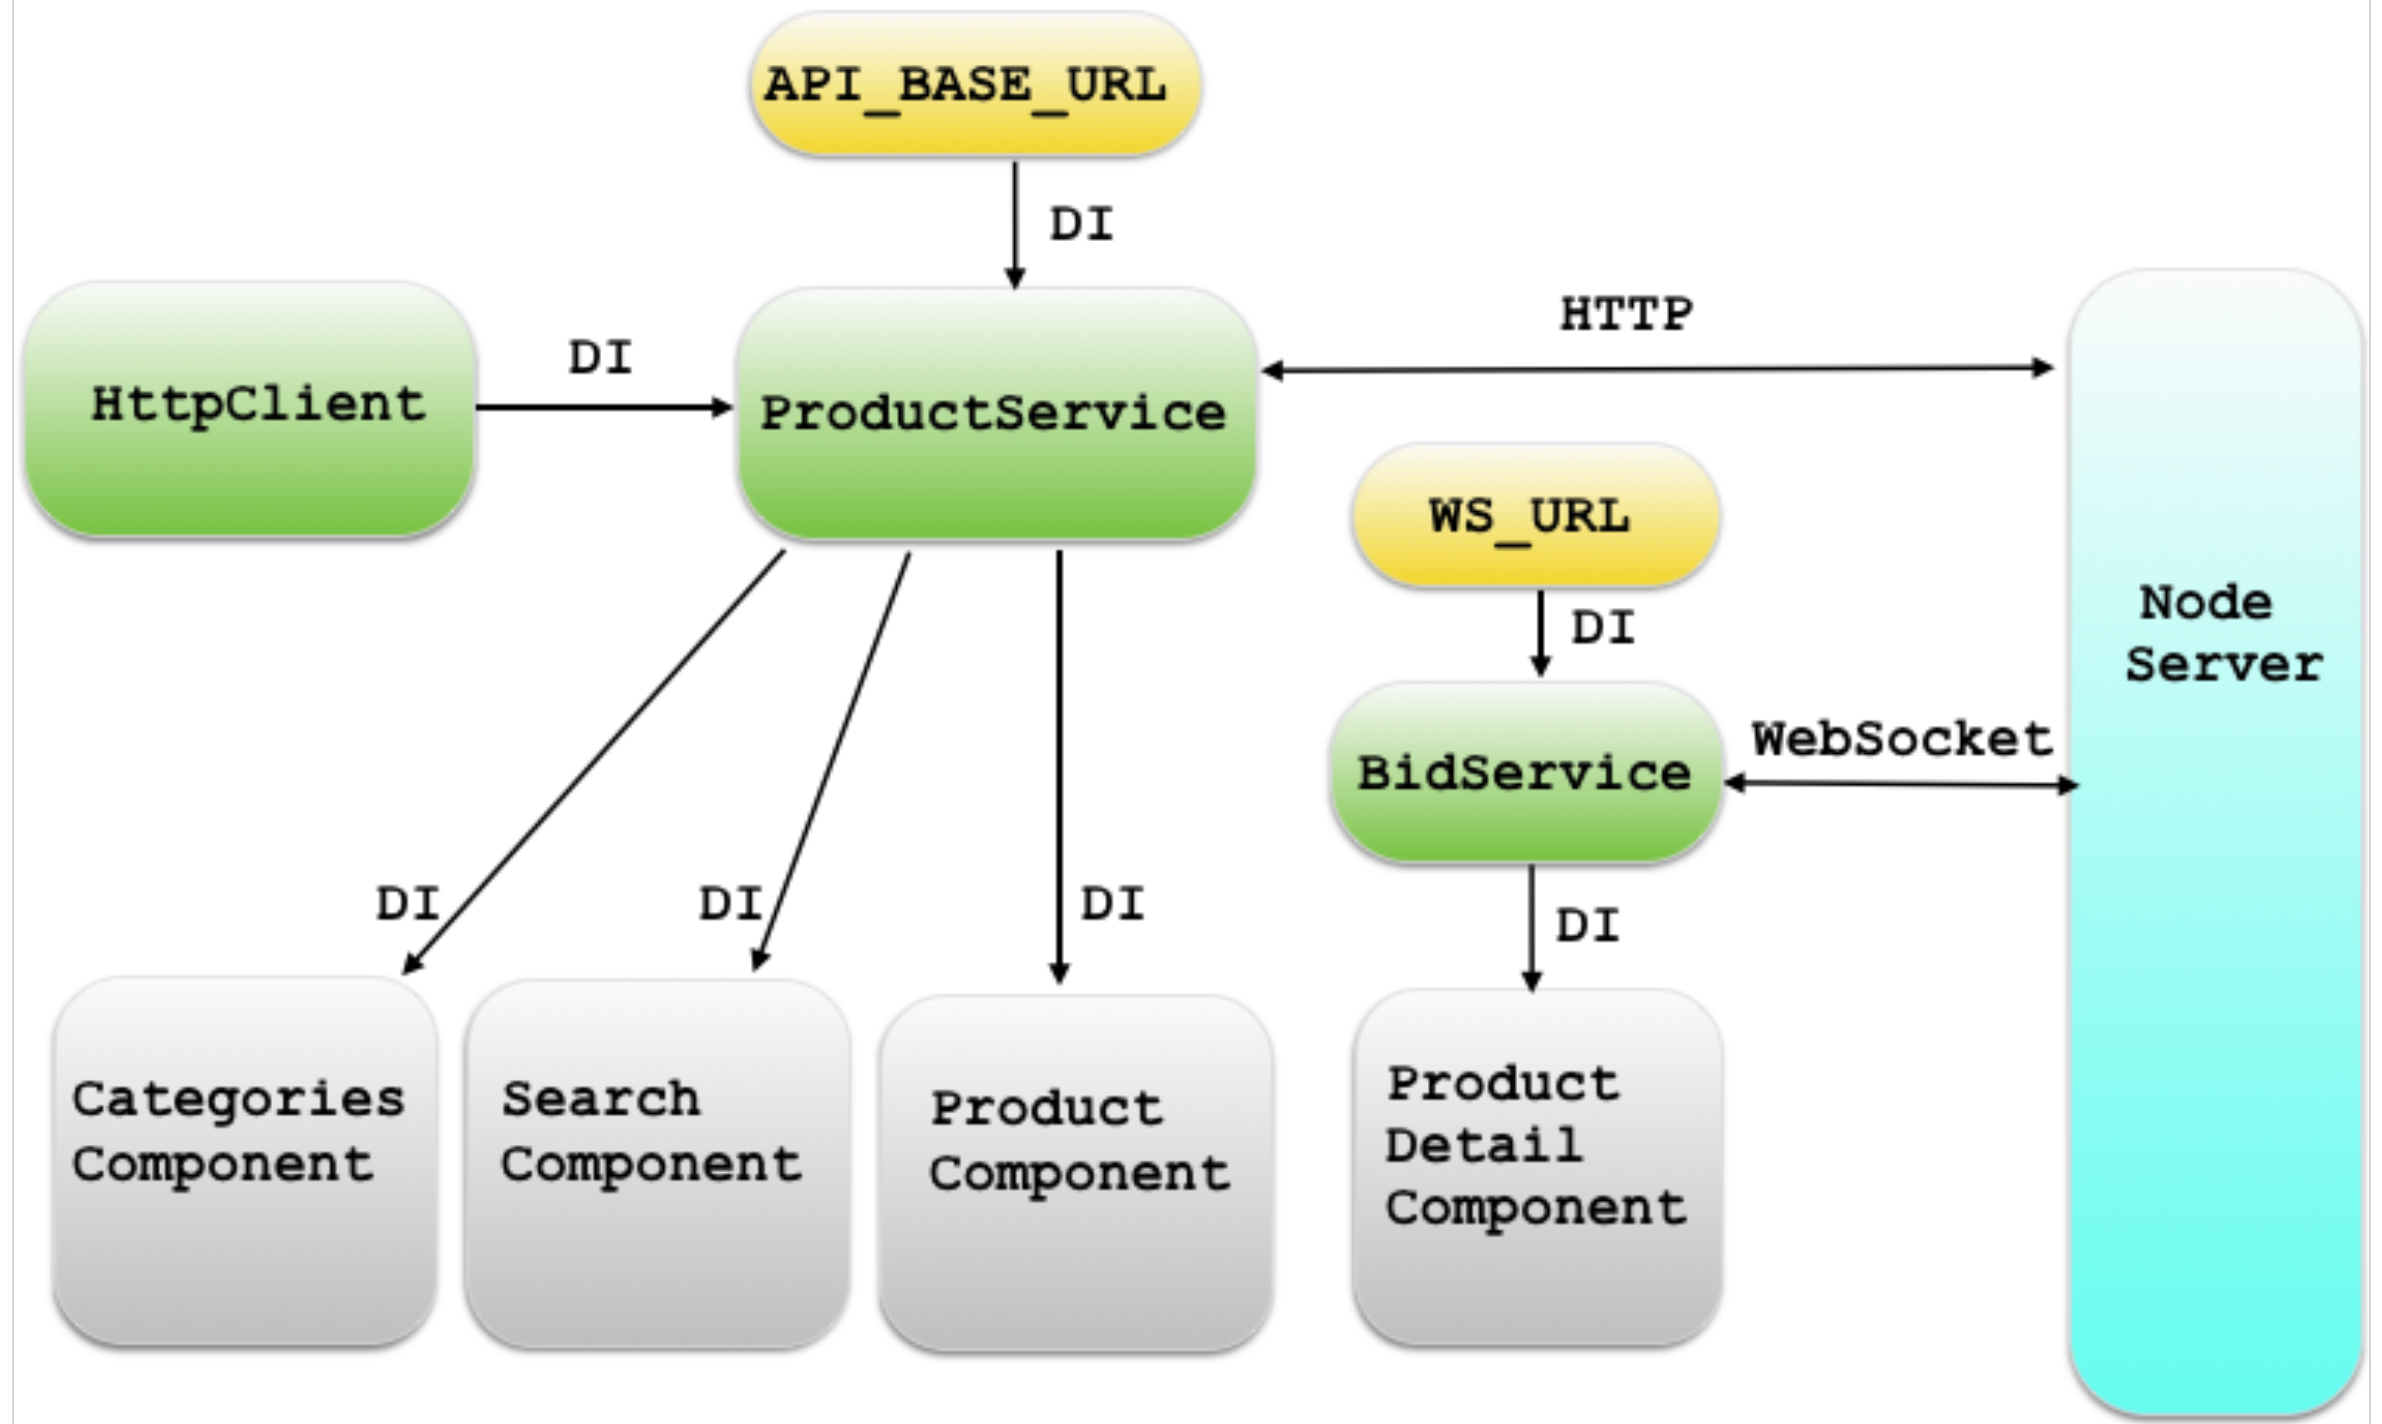 API_BASE_URL
DI
HTTP
DI
HttpClient
ProductService
WS_URL
DI
Node
Server
WebSocket
BidService
DI
DI
DI
DI
Categories
Component
Search
Component
Product
Component
Product
Detail
Component